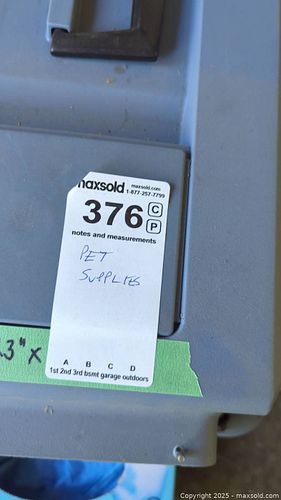 maxsold maxsold.com
1-877-257-7799
376 C
P
notes and measurements
PET
SUPPLIES
3" X
A B C D
1st 2nd 3rd bsmt garage outdoors
Copyright © 2025 - maxsold.com